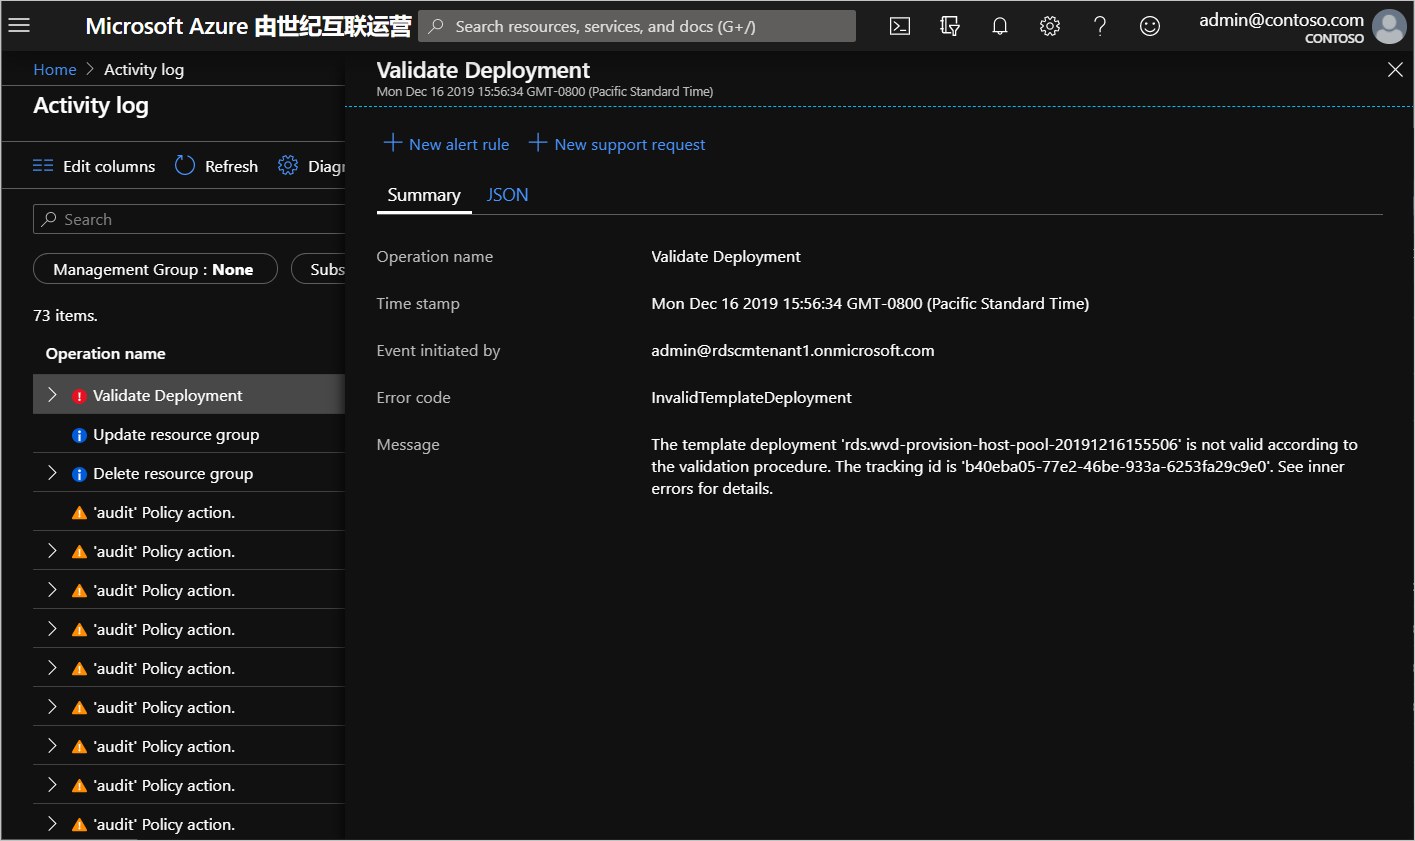 Microsoft Azure 由世纪互联运营
Search resources, services, and docs (G+/)
admin@contoso.com
CONTOSO
Home > Activity log
Activity log
Edit columns
Refresh
Diagr
Search
Management Group : None
Subs
73 items.
Operation name
Validate Deployment
Update resource group
Delete resource group
'audit' Policy action.
'audit' Policy action.
'audit' Policy action.
'audit' Policy action.
'audit' Policy action.
'audit' Policy action.
'audit' Policy action.
'audit' Policy action.
'audit' Policy action.
Validate Deployment
Mon Dec 16 2019 15:56:34 GMT-0800 (Pacific Standard Time)
New alert rule
New support request
Summary
JSON
Operation name
Validate Deployment
Time stamp
Mon Dec 16 2019 15:56:34 GMT-0800 (Pacific Standard Time)
Event initiated by
admin@rdscmtenant1.onmicrosoft.com
Error code
InvalidTemplateDeployment
Message
The template deployment 'rds.wvd-provision-host-pool-20191216155506' is not valid according to
the validation procedure. The tracking id is 'b40eba05-77e2-46be-933a-6253fa29c9e0'. See inner
errors for details.